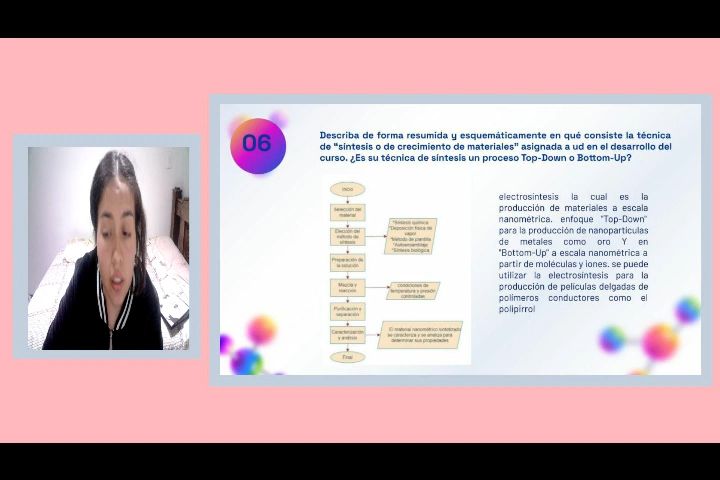 06
Describa de forma resumida y esquemáticamente en qué consiste la técnica
de "síntesis o de crecimiento de materiales" asignada a ud en el desarrollo del
curso. ¿Es su técnica de síntesis un proceso Top-Down o Bottom-Up?
Inicio
Selección del
material
Elección del
método de
síntesis
*Síntesis química
*Deposición física de
vapor
*Método de plantilla
*Autoensamblaje
*Síntesis biológica
Preparación de
la solución
Mezcla y
reacción
condiciones de
temperatura y presión
controladas
Purificación y
separación
Caracterización
y análisis
El material nanométrico sintetizado
se caracteriza y se analiza para
determinar sus propiedades
Final
electrosíntesis la cual es la
producción de materiales a escala
nanométrica. enfoque "Top-Down"
para la producción de nanopartículas
de metales como oro Y en
"Bottom-Up" a escala nanométrica a
partir de moléculas y iones. se puede
utilizar la electrosíntesis para la
producción de películas delgadas de
polímeros conductores como el
polipirrol